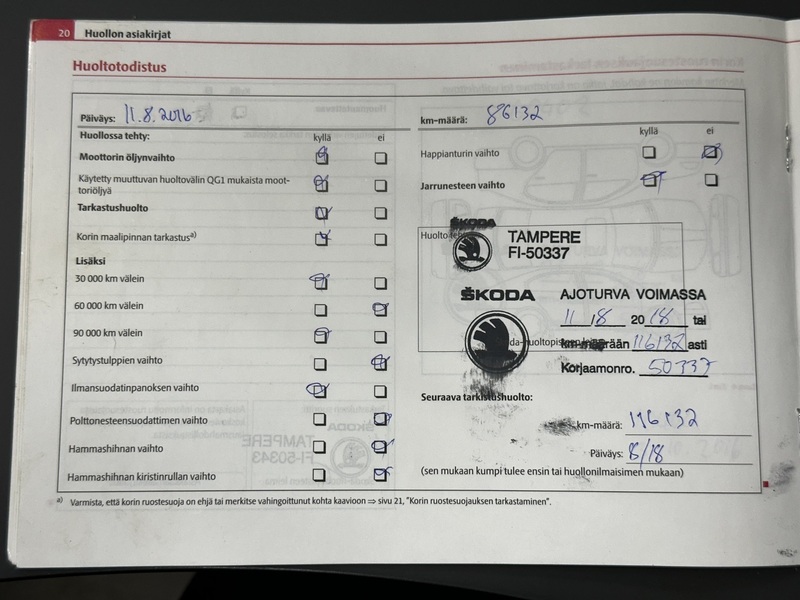 20 Huollon asiakirjat
Huoltotodistus
Päiväys: 11.8.2016
km-määrä: 86132
Huollossa tehty: kyllä ei
Moottorin öljynvaihto
Käytetty muuttuvan huoltovälin QG1 mukaista moot-
toriöljyä
Tarkastushuolto
Korin maalipinnan tarkastus a)
Lisäksi
30 000 km välein
60 000 km välein
90 000 km välein
Sytytystulppien vaihto
Ilmansuodatinpanoksen vaihto
Polttonesteensuodattimen vaihto
Hammashihnan vaihto
Hammashihnan kiristinrullan vaihto
kyllä ei
Happianturin vaihto
Jarrunesteen vaihto
ŠKODA
Huolto
TAMPERE
FI-50337
ŠKODA AJOTURVA VOIMASSA
20 18 tai
km-määrään 116132 asti
Korjaamonro. 50337
Seuraava tarkistushuolto:
km-määrä: 116132
Päiväys: 8/18
(sen mukaan kumpi tulee ensin tai huollonilmaisimen mukaan)
a) Varmista, että korin ruostesuoja on ehjä tai merkitse vahingoittunut kohta kaavioon ⇒ sivu 21, "Korin ruostesuojauksen tarkastaminen".